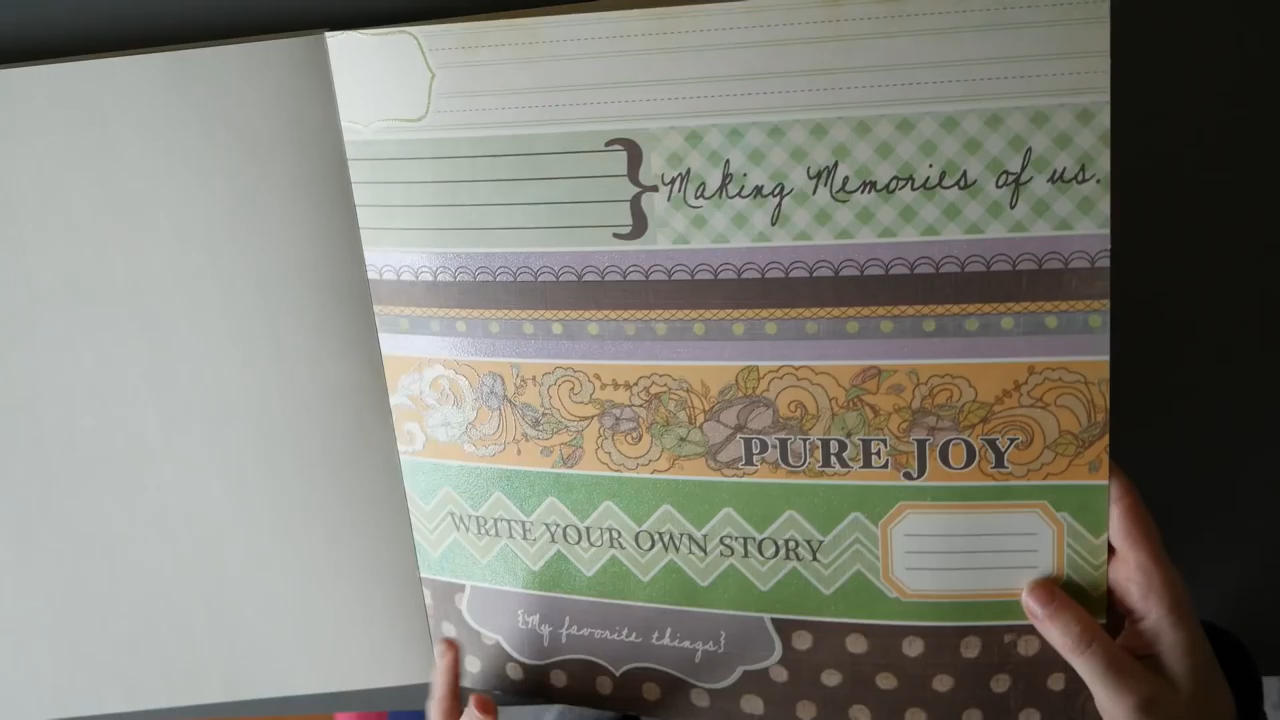 Making Memories of us.
PURE JOY
WRITE YOUR OWN STORY
{My favorite things}